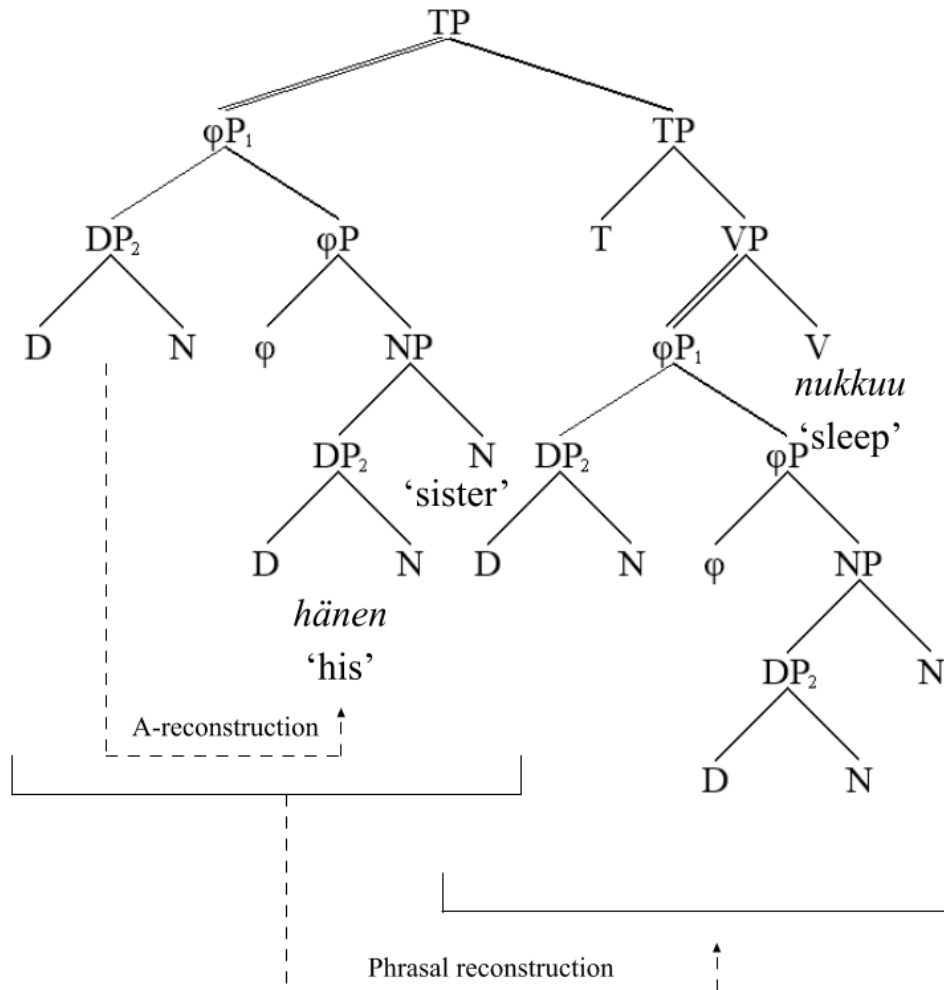 TP
φP₁ TP
DP₂ φP T VP
D N φ NP φP₁ V
nukkuu
DP₂ N DP₂ φP ‘sleep’
‘sister’
D N D N φ NP
hänen
‘his’ DP₂ N
A-reconstruction
D N
Phrasal reconstruction